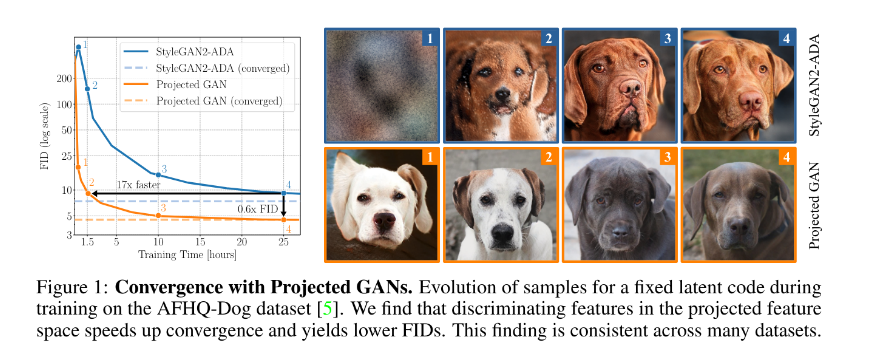 FID (log scale)
200
100
50
25
10
5
3
1
2
3
4
1
2
3
4
StyleGAN2-ADA
StyleGAN2-ADA (converged)
Projected GAN
Projected GAN (converged)
17x faster
0.6x FID
1.5 5 10 15 20 25
Training Time [hours]
1 2 3 4
StyleGAN2-ADA
1 2 3 4
Projected GAN
Figure 1: Convergence with Projected GANs. Evolution of samples for a fixed latent code during
training on the AFHQ-Dog dataset [5]. We find that discriminating features in the projected feature
space speeds up convergence and yields lower FIDs. This finding is consistent across many datasets.